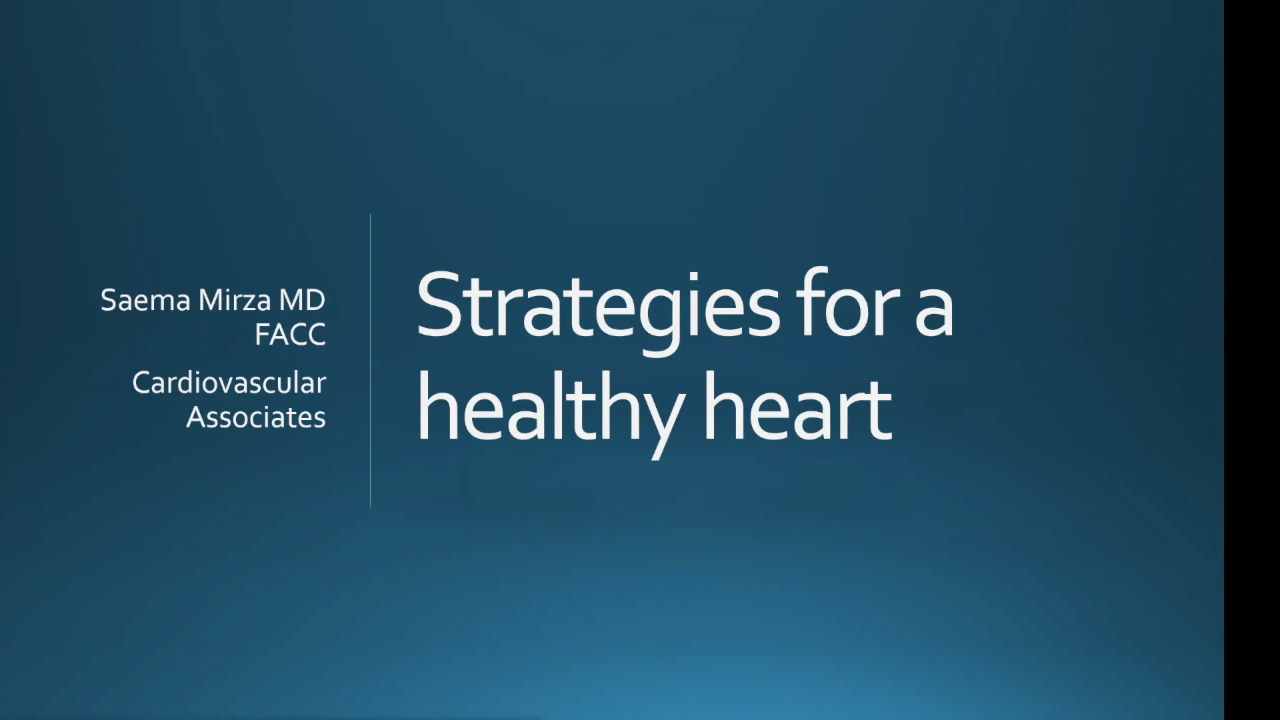 Saema Mirza MD
FACC
Cardiovascular
Associates
Strategies for a
healthy heart